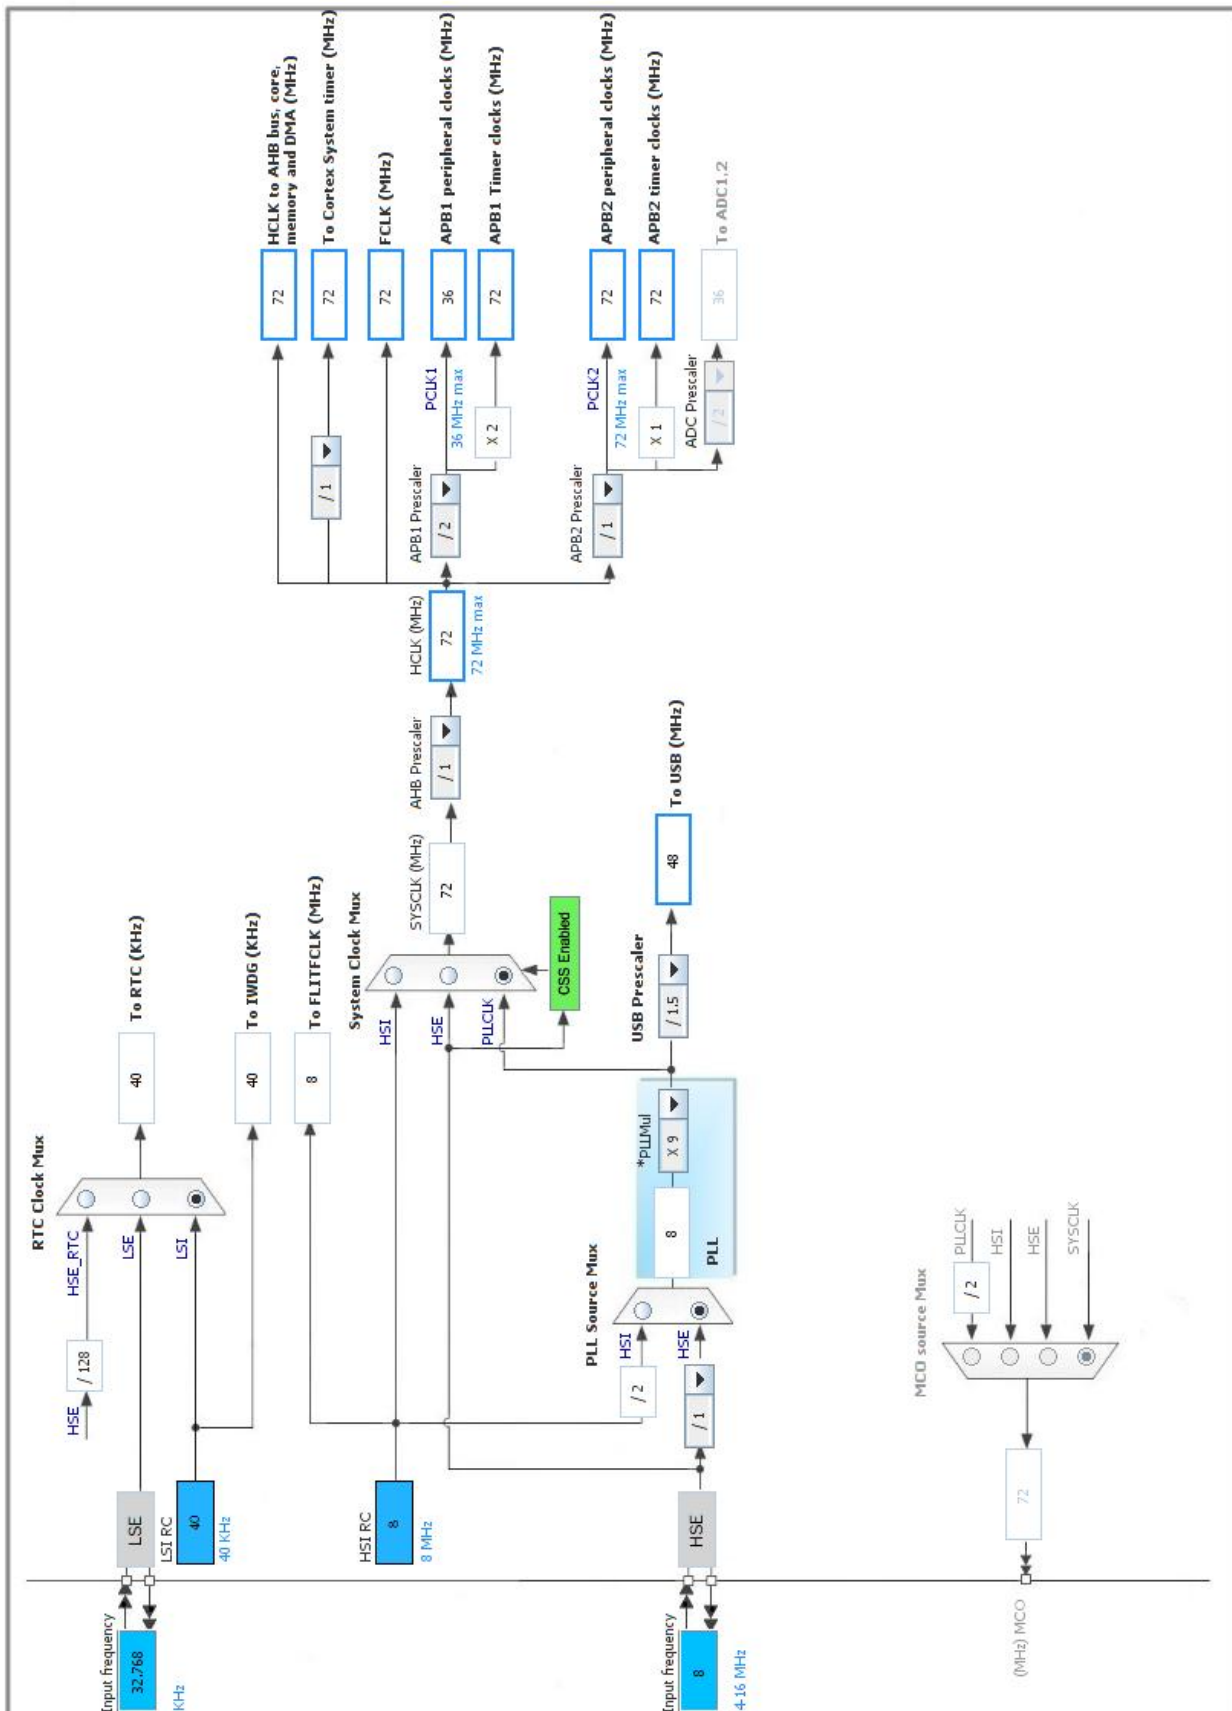 RTC Clock Mux
HSE
/ 128
HSE_RTC
Input frequency
32.768
KHz
LSE
LSE
40
To RTC (KHz)
LSI RC
40
40 KHz
LSI
40
To IWDG (KHz)
8
To FLITFCLK (MHz)
HSI RC
8
8 MHz
System Clock Mux
HSI
HSE
PLLCLK
CSS Enabled
SYSCLK (MHz)
72
AHB Prescaler
/ 1
HCLK (MHz)
72
72 MHz max
72
HCLK to AHB bus, core,
memory and DMA (MHz)
/ 1
72
To Cortex System timer (MHz)
72
FCLK (MHz)
APB1 Prescaler
/ 2
PCLK1
36 MHz max
36
APB1 peripheral clocks (MHz)
X 2
72
APB1 Timer clocks (MHz)
APB2 Prescaler
/ 1
PCLK2
72 MHz max
72
APB2 peripheral clocks (MHz)
X 1
72
APB2 timer clocks (MHz)
ADC Prescaler
/ 2
36
To ADC1,2
PLL Source Mux
HSI
/ 2
HSE
/ 1
Input frequency
8
4-16 MHz
HSE
8
*PLLMul
X 9
PLL
USB Prescaler
/ 1.5
48
To USB (MHz)
MCO source Mux
PLLCLK
/ 2
HSI
HSE
SYSCLK
72
(MHz) MCO